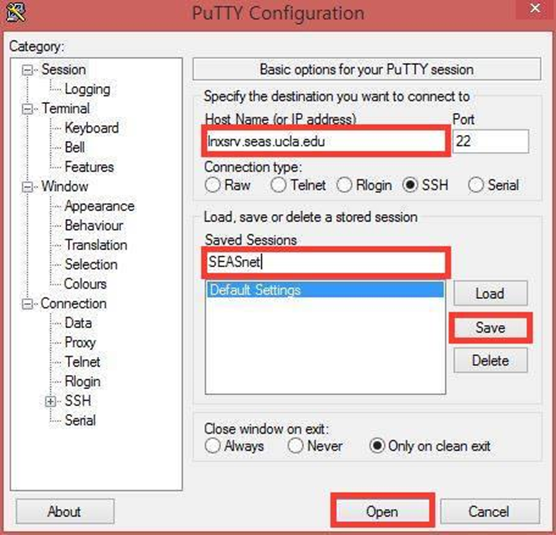 PuTTY Configuration
Category:
Session
Logging
Terminal
Keyboard
Bell
Features
Window
Appearance
Behaviour
Translation
Selection
Colours
Connection
Data
Proxy
Telnet
Rlogin
SSH
Serial
Basic options for your PuTTY session
Specify the destination you want to connect to
Host Name (or IP address) Port
lnxsrv.seas.ucla.edu 22
Connection type:
Raw Telnet Rlogin SSH Serial
Load, save or delete a stored session
Saved Sessions
SEASnet
Default Settings
Load
Save
Delete
Close window on exit:
Always Never Only on clean exit
About Open Cancel